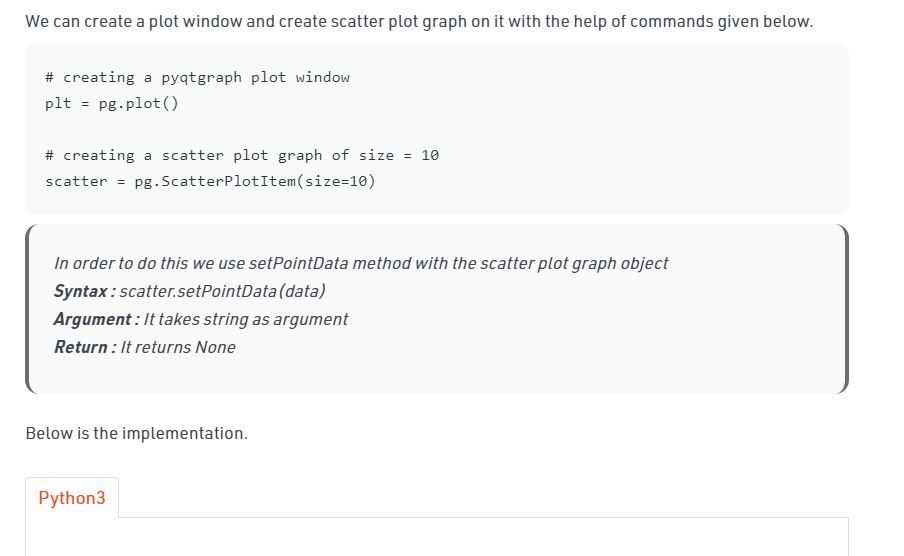 We can create a plot window and create scatter plot graph on it with the help of commands given below.
# creating a pyqtgraph plot window
plt = pg.plot()
# creating a scatter plot graph of size = 10
scatter = pg.ScatterPlotItem(size=10)
In order to do this we use setPointData method with the scatter plot graph object
Syntax : scatter.setPointData(data)
Argument : It takes string as argument
Return : It returns None
Below is the implementation.
Python3